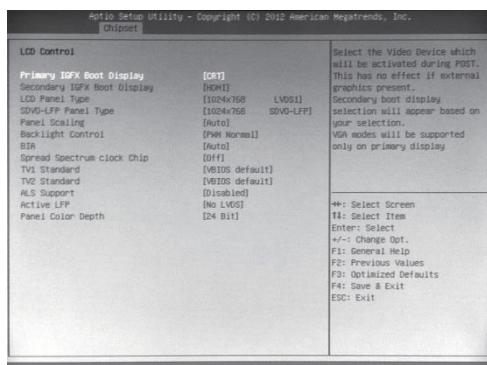 Aptio Setup Utility - Copyright (C) 2012 American Megatrends, Inc.
Chipset
LCD Control
Primary IGFX Boot Display [CRT]
Secondary IGFX Boot Display [HDMI]
LCD Panel Type [1024x768 LVDS1]
SDVO-LFP Panel Type [1024x768 SDVO-LFP]
Panel Scaling [Auto]
Backlight Control [PWM Normal]
BIA [Auto]
Spread Spectrum clock Chip [Off]
TV1 Standard [VBIOS default]
TV2 Standard [VBIOS default]
ALS Support [Disabled]
Active LFP [No LVDS]
Panel Color Depth [24 Bit]
Select the Video Device which
will be activated during POST.
This has no effect if external
graphics present.
Secondary boot display
selection will appear based on
your selection.
VGA modes will be supported
only on primary display
→←: Select Screen
↑↓: Select Item
Enter: Select
+/-: Change Opt.
F1: General Help
F2: Previous Values
F3: Optimized Defaults
F4: Save & Exit
ESC: Exit